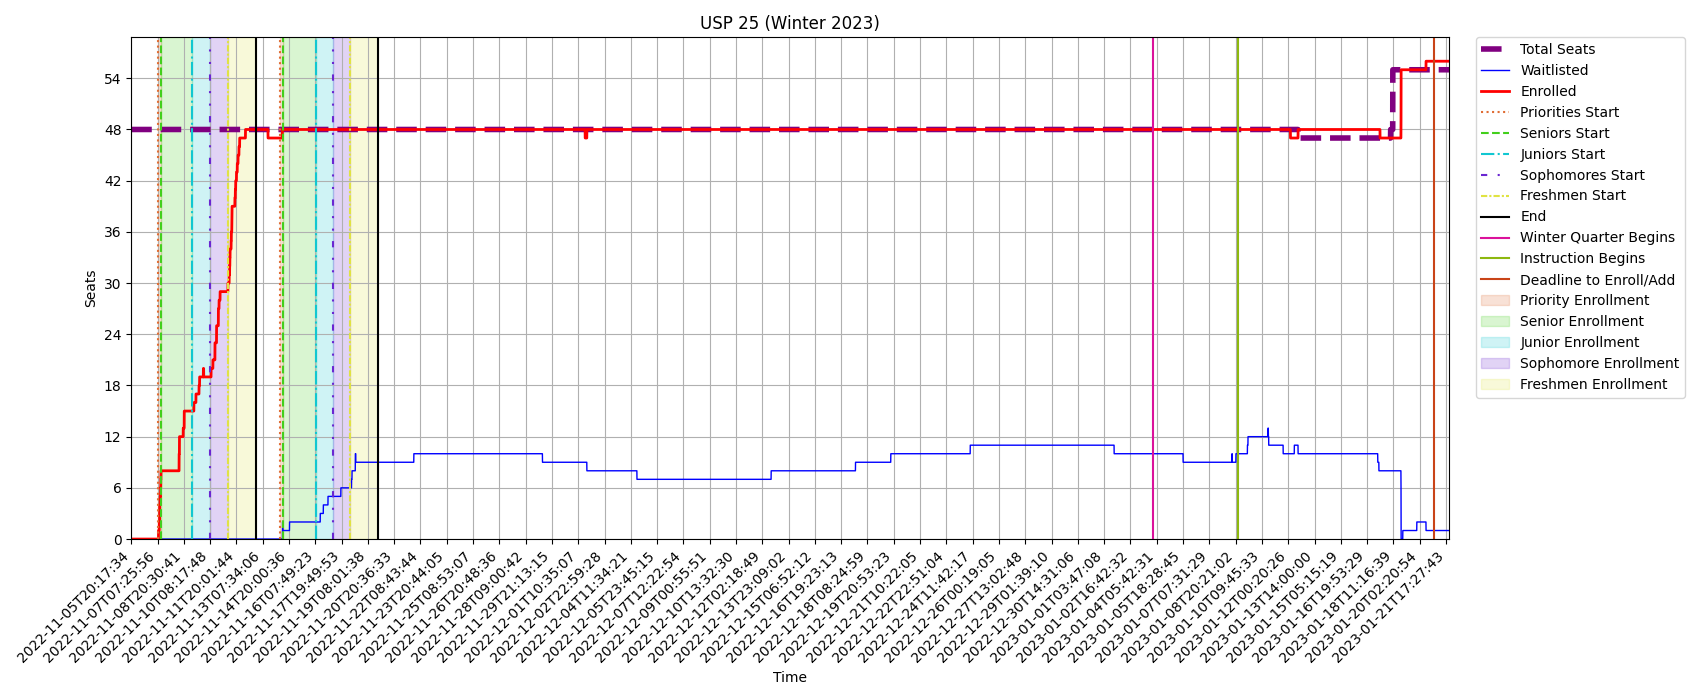 USP 25 (Winter 2023)
Seats
54
48
42
36
30
24
18
12
6
0
2022-11-05T20:17:34
2022-11-07T07:25:56
2022-11-08T20:30:41
2022-11-10T08:17:48
2022-11-11T20:01:44
2022-11-13T07:34:06
2022-11-14T20:00:36
2022-11-16T07:49:23
2022-11-17T19:49:53
2022-11-19T08:01:38
2022-11-20T20:36:33
2022-11-22T08:43:44
2022-11-23T20:44:05
2022-11-25T08:53:07
2022-11-26T20:48:36
2022-11-28T09:00:42
2022-11-29T21:13:15
2022-12-01T10:35:07
2022-12-02T22:59:28
2022-12-04T11:34:21
2022-12-05T23:45:15
2022-12-07T12:22:54
2022-12-09T00:55:51
2022-12-10T13:32:30
2022-12-12T02:18:49
2022-12-13T23:09:02
2022-12-15T06:52:12
2022-12-16T19:23:13
2022-12-18T08:24:59
2022-12-19T20:53:23
2022-12-21T10:22:05
2022-12-22T22:51:04
2022-12-24T11:42:17
2022-12-26T00:19:05
2022-12-27T13:02:48
2022-12-29T01:39:10
2022-12-30T14:31:06
2023-01-01T03:47:08
2023-01-02T16:42:32
2023-01-04T05:42:31
2023-01-05T18:28:45
2023-01-07T07:31:29
2023-01-08T20:21:02
2023-01-10T09:45:33
2023-01-12T00:20:26
2023-01-13T14:00:00
2023-01-15T05:15:19
2023-01-16T19:53:29
2023-01-18T11:16:39
2023-01-20T02:20:54
2023-01-21T17:27:43
Time
Total Seats
Waitlisted
Enrolled
Priorities Start
Seniors Start
Juniors Start
Sophomores Start
Freshmen Start
End
Winter Quarter Begins
Instruction Begins
Deadline to Enroll/Add
Priority Enrollment
Senior Enrollment
Junior Enrollment
Sophomore Enrollment
Freshmen Enrollment